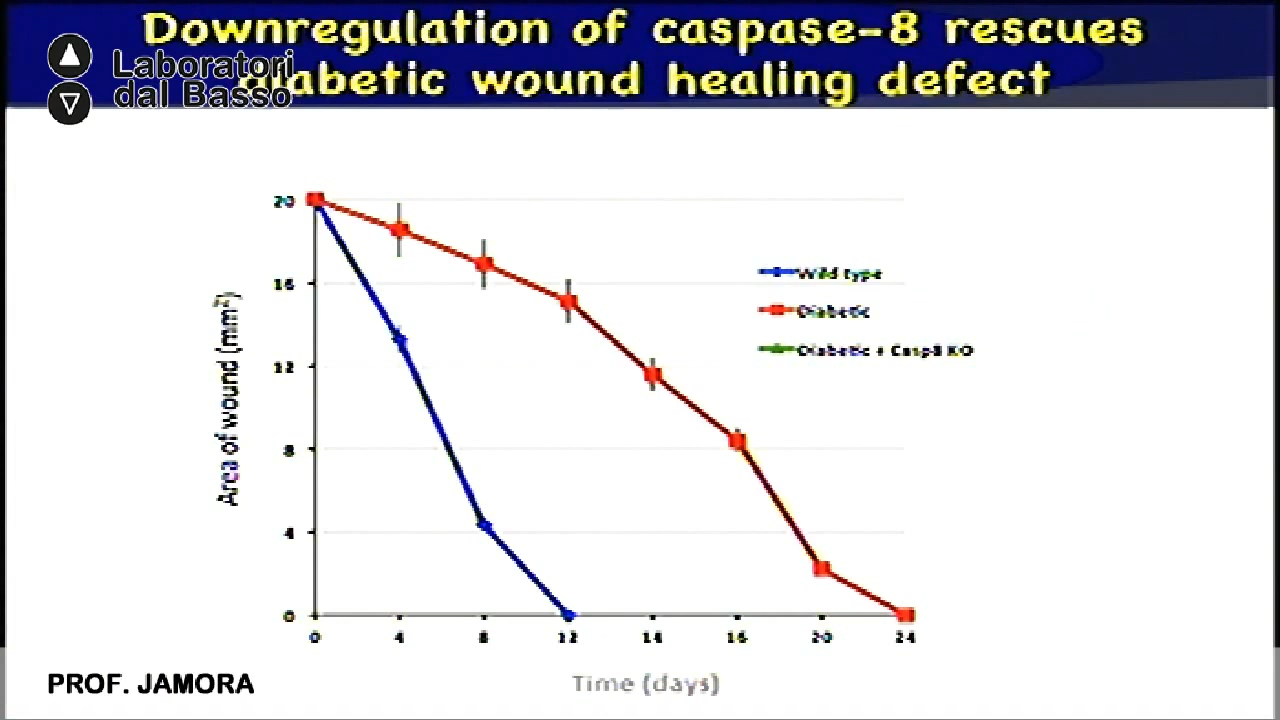 Downregulation of caspase-8 rescues
diabetic wound healing defect
Laboratori
dal Basso
20
16
12
8
4
0
Area of wound (mm²)
Wild type
Diabetic
Diabetic + Casp8 KO
0 4 8 12 14 16 20 24
Time (days)
PROF. JAMORA